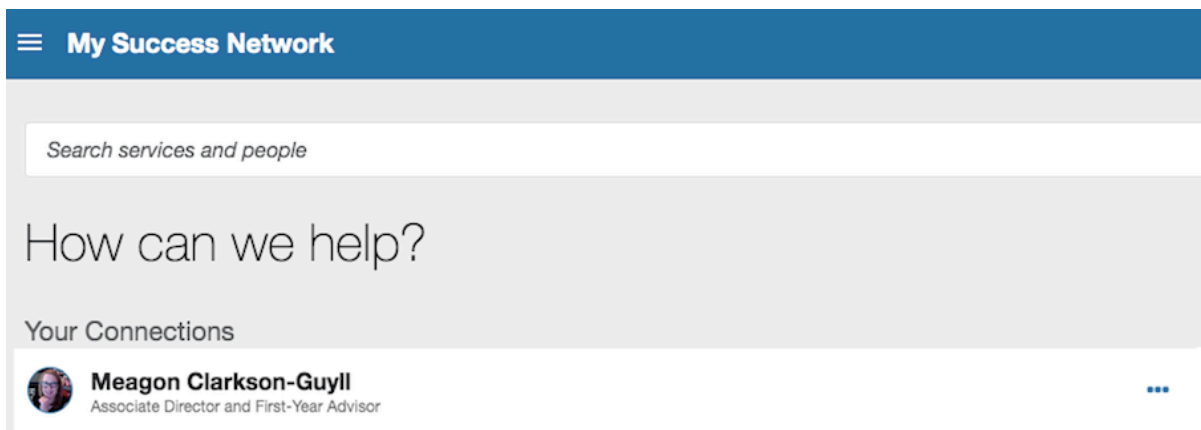 My Success Network
Search services and people
How can we help?
Your Connections
Meagon Clarkson-Guyll
Associate Director and First-Year Advisor